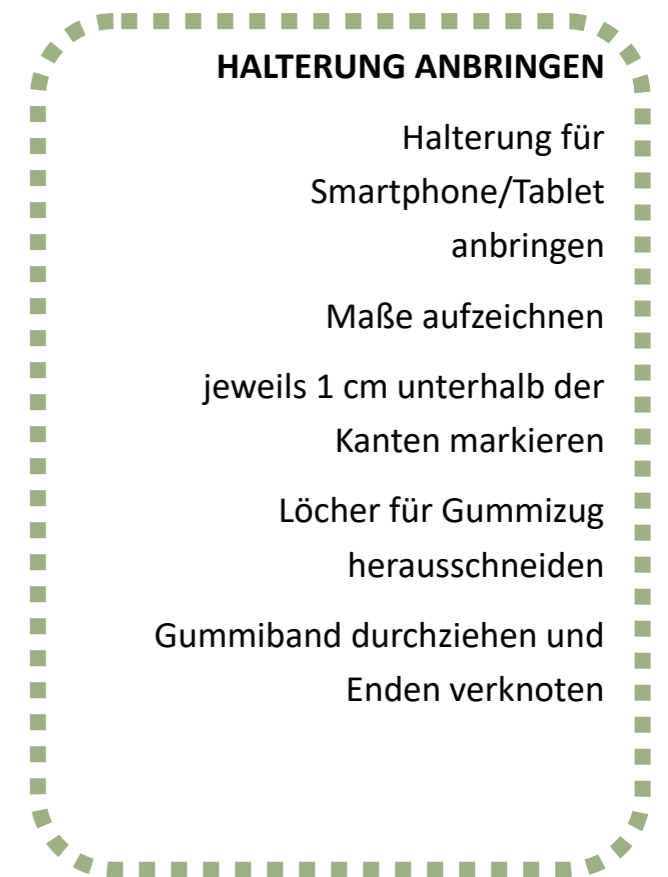 HALTERUNG ANBRINGEN
Halterung für
Smartphone/Tablet
anbringen
Maße aufzeichnen
jeweils 1 cm unterhalb der
Kanten markieren
Löcher für Gummizug
herausschneiden
Gummiband durchziehen und
Enden verknoten